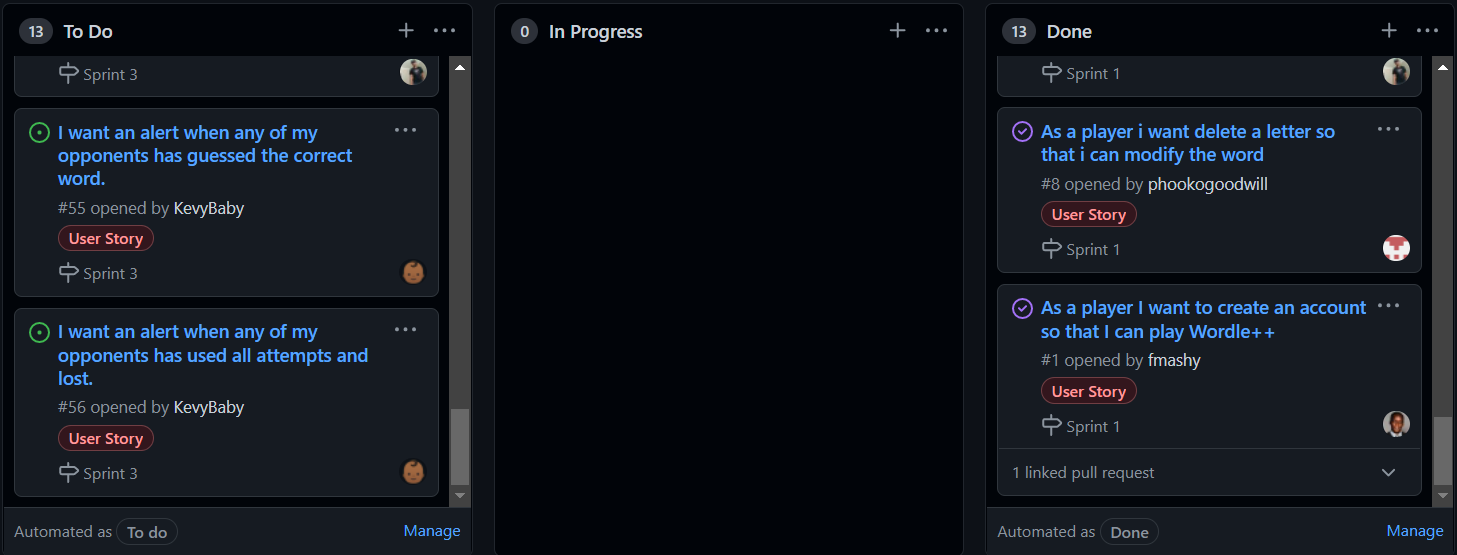 13 To Do
Sprint 3
I want an alert when any of my
opponents has guessed the correct
word.
#55 opened by KevyBaby
User Story
Sprint 3
I want an alert when any of my
opponents has used all attempts and
lost.
#56 opened by KevyBaby
User Story
Sprint 3
Automated as To do
Manage
0 In Progress
13 Done
Sprint 1
As a player i want delete a letter so
that i can modify the word
#8 opened by phookogoodwill
User Story
Sprint 1
As a player I want to create an account
so that I can play Wordle++
#1 opened by fmashy
User Story
Sprint 1
1 linked pull request
Automated as Done
Manage